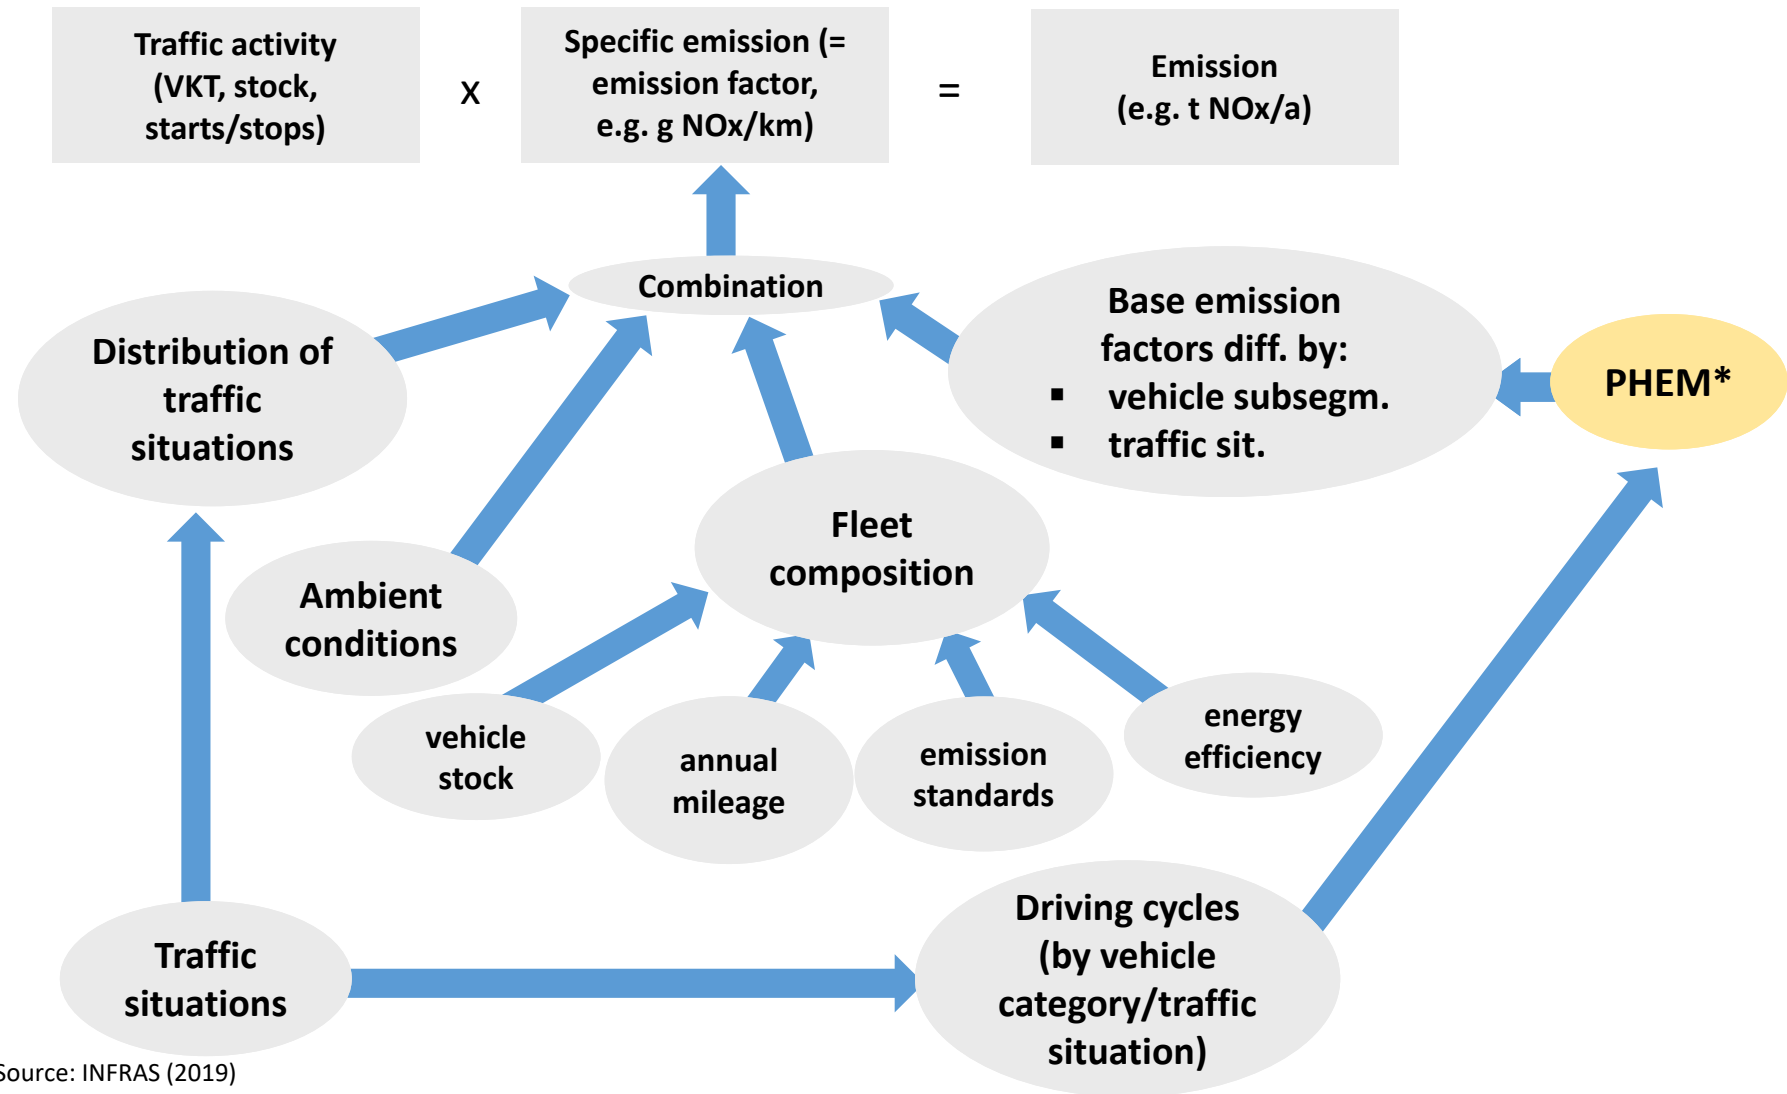 Traffic activity
(VKT, stock,
starts/stops)
x
Specific emission (=
emission factor,
e.g. g NOx/km)
=
Emission
(e.g. t NOx/a)
Combination
Distribution of
traffic
situations
Base emission
factors diff. by:
▪ vehicle subsegm.
▪ traffic sit.
PHEM*
Fleet
composition
Ambient
conditions
vehicle
stock
annual
mileage
emission
standards
energy
efficiency
Traffic
situations
Driving cycles
(by vehicle
category/traffic
situation)
Source: INFRAS (2019)